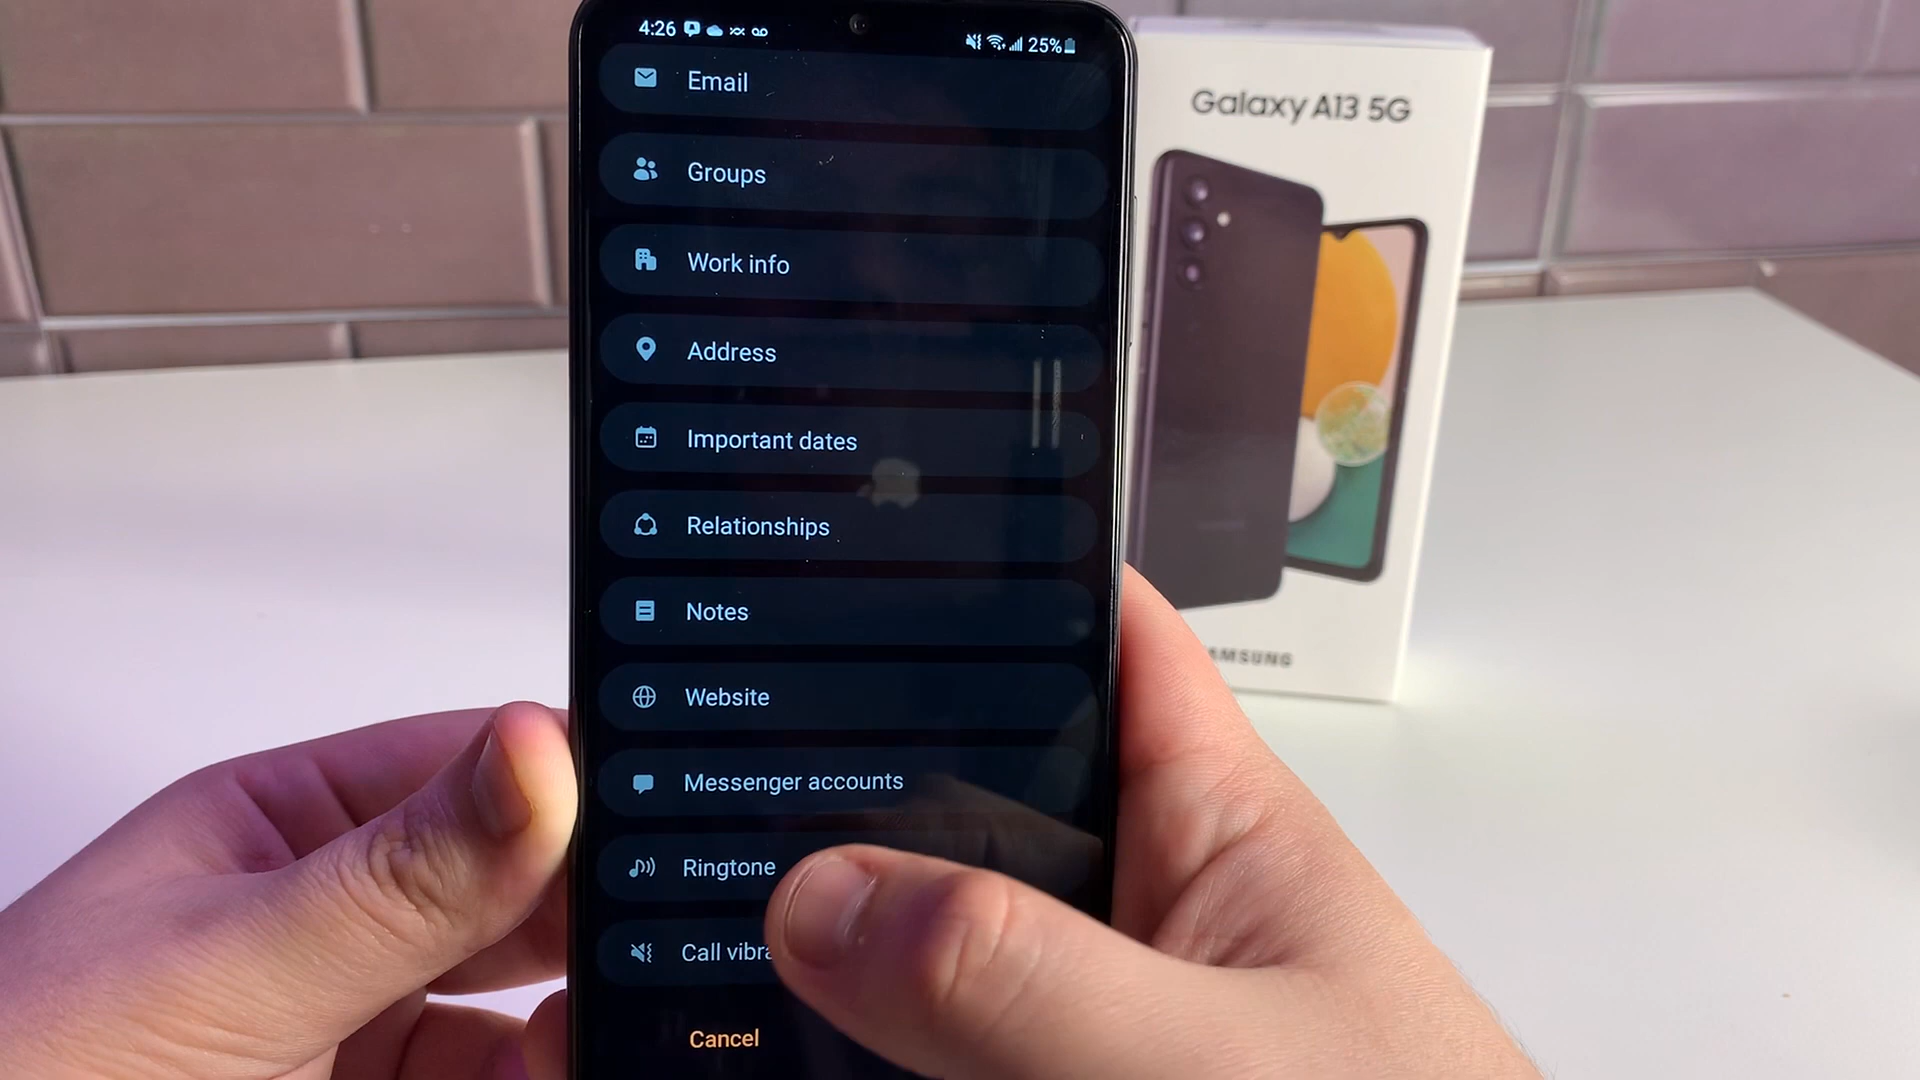 4:26
25%
Email
Groups
Work info
Address
Important dates
Relationships
Notes
Website
Messenger accounts
Ringtone
Call vibra
Cancel
Galaxy A13 5G
AMSUNG